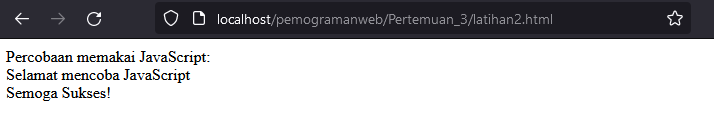 localhost/pemogramanweb/Pertemuan_3/latihan2.html
Percobaan memakai JavaScript:
Selamat mencoba JavaScript
Semoga Sukses!